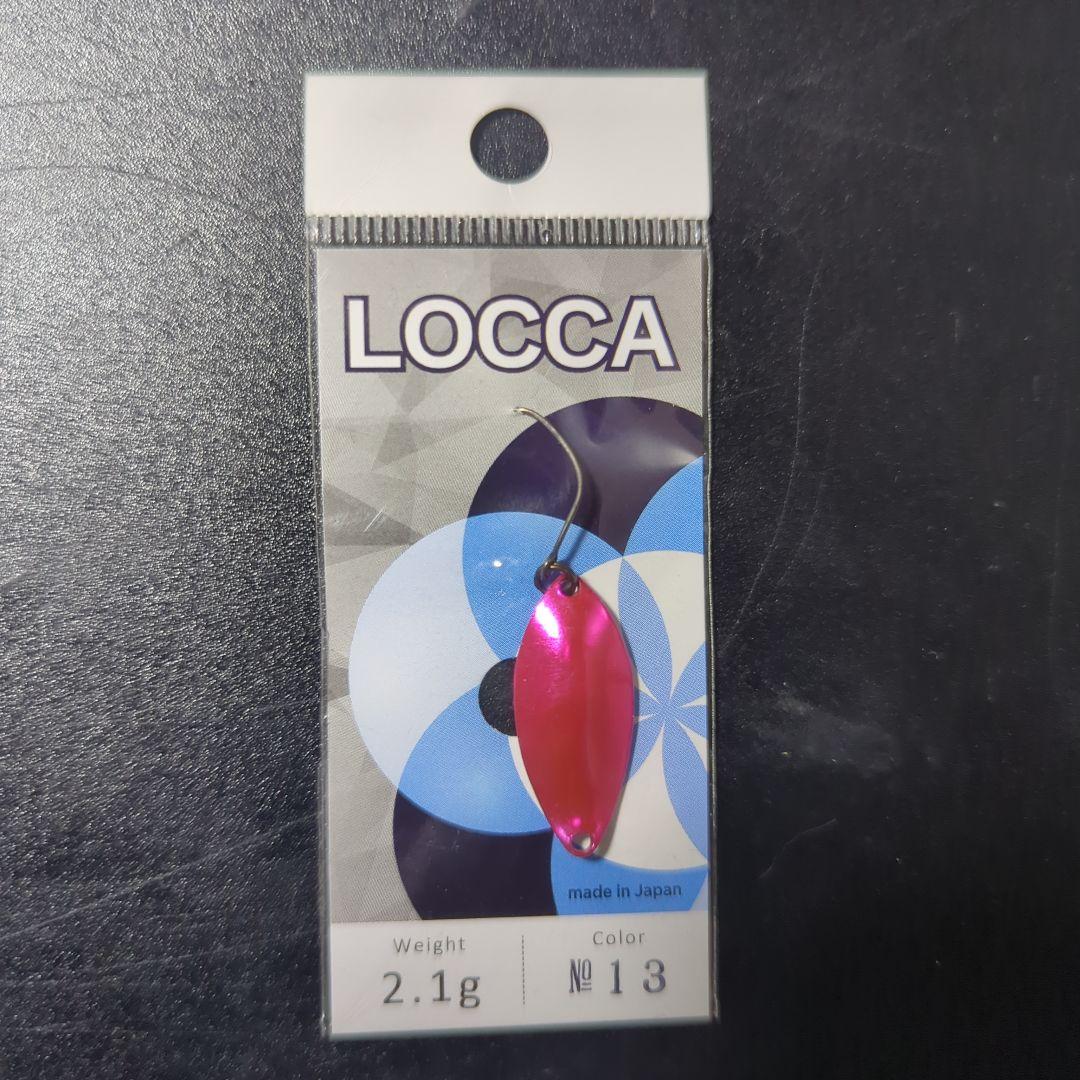 LOCCA
made in Japan
Weight
2.1g
Color
№13